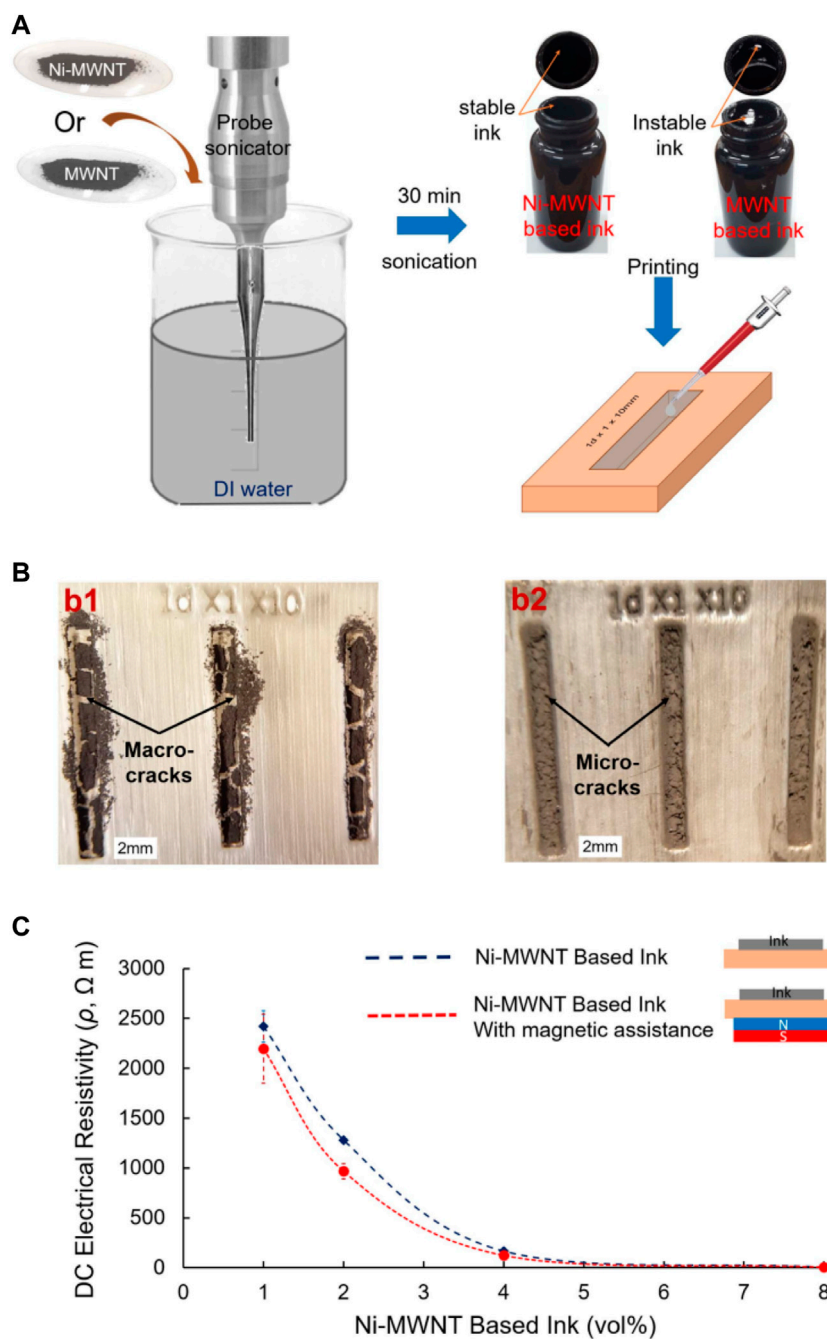 A
Ni-MWNT
Or
MWNT
Probe
sonicator
DI water
30 min
sonication
stable
ink
Instable
ink
Ni-MWNT
based ink
MWNT
based ink
Printing
1d x 1 x 10mm
B
b1
1d X1 X10
Macro-
cracks
2mm
b2
1d X1 X10
Micro-
cracks
2mm
C
DC Electrical Resistivity (ρ, Ω m)
3000
2500
2000
1500
1000
500
0
0 1 2 3 4 5 6 7 8
Ni-MWNT Based Ink (vol%)
Ni-MWNT Based Ink
Ni-MWNT Based Ink
With magnetic assistance
Ink
Ink
N
S